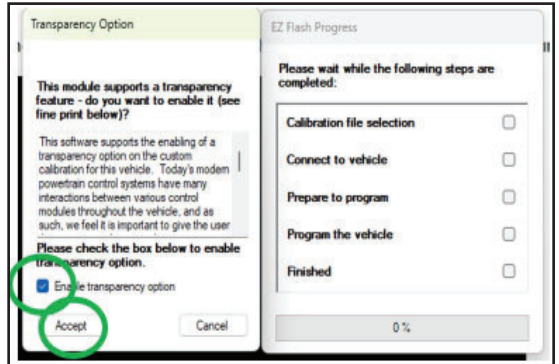 Transparency Option
This module supports a transparency
feature - do you want to enable it (see
fine print below)?
This software supports the enabling of a
transparency option on the custom
calibration for this vehicle. Today's modern
powertrain control systems have many
interactions between various control
modules throughout the vehicle, and as
such, we feel it is important to give the user
Please check the box below to enable
transparency option.
Enable transparency option
Accept
Cancel
EZ Flash Progress
Please wait while the following steps are
completed:
Calibration file selection
Connect to vehicle
Prepare to program
Program the vehicle
Finished
0 %